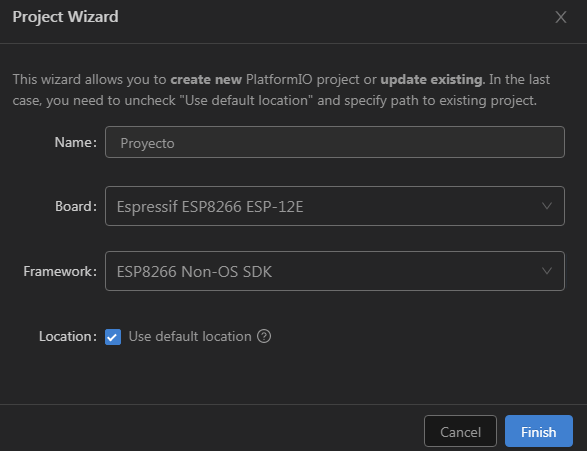 Project Wizard
This wizard allows you to create new PlatformIO project or update existing. In the last
case, you need to uncheck "Use default location" and specify path to existing project.
Name: Proyecto
Board: Espressif ESP8266 ESP-12E
Framework: ESP8266 Non-OS SDK
Location: Use default location ?
Cancel Finish